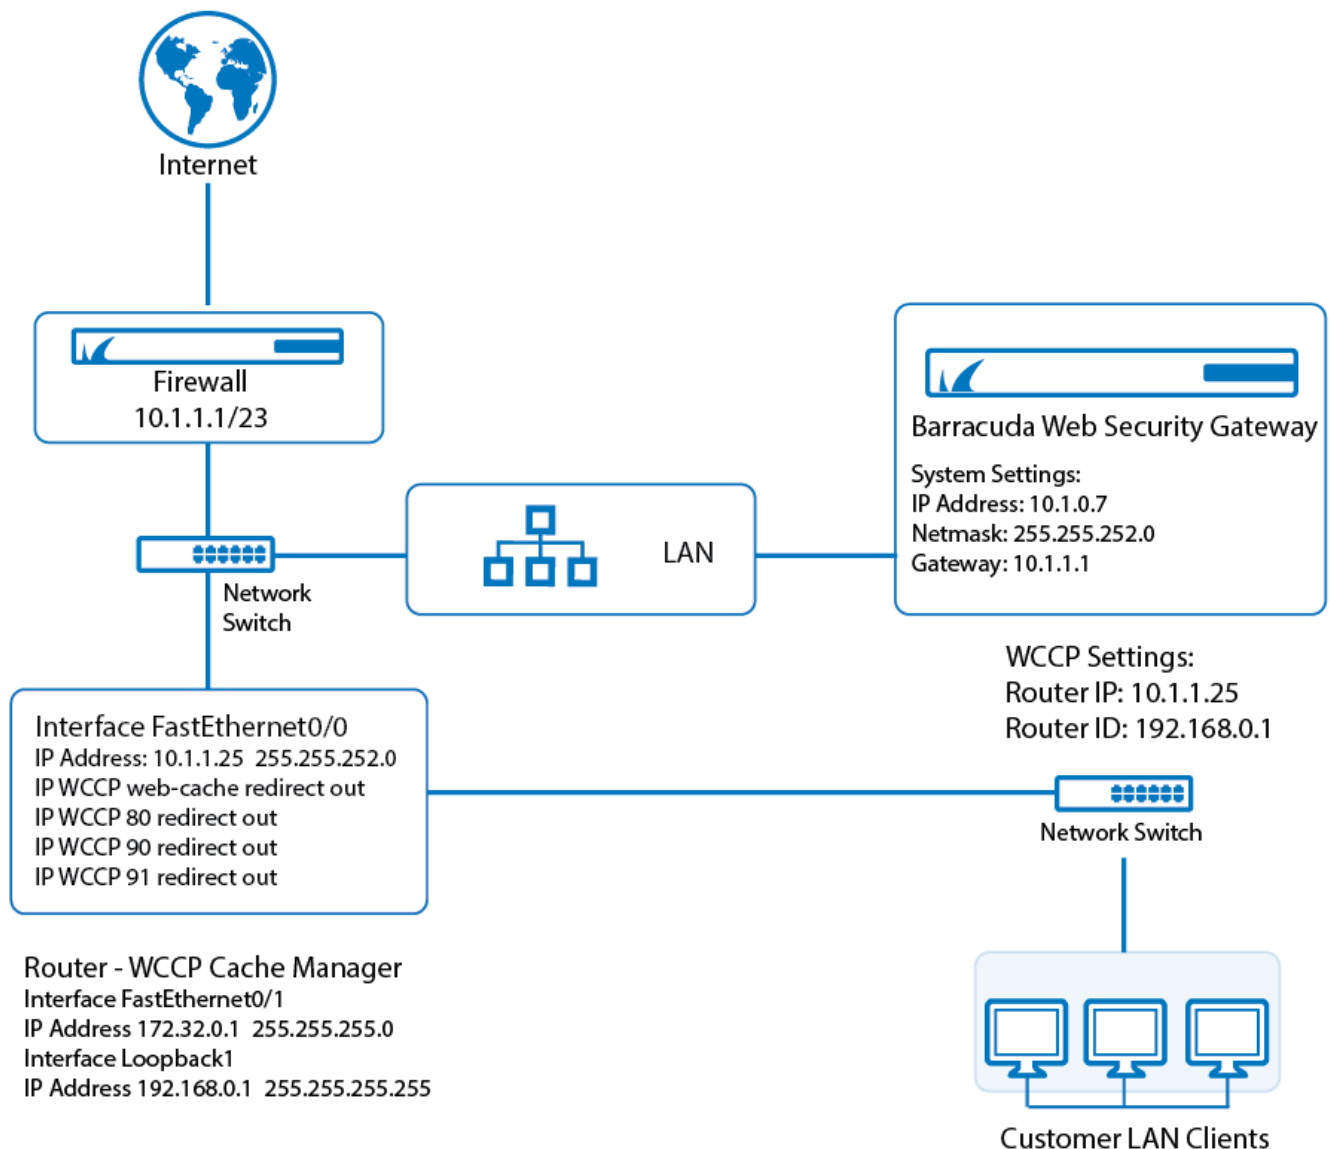 Internet
Firewall
10.1.1.1/23
Network
Switch
LAN
Barracuda Web Security Gateway
System Settings:
IP Address: 10.1.0.7
Netmask: 255.255.252.0
Gateway: 10.1.1.1
WCCP Settings:
Router IP: 10.1.1.25
Router ID: 192.168.0.1
Interface FastEthernet0/0
IP Address: 10.1.1.25 255.255.252.0
IP WCCP web-cache redirect out
IP WCCP 80 redirect out
IP WCCP 90 redirect out
IP WCCP 91 redirect out
Network Switch
Router - WCCP Cache Manager
Interface FastEthernet0/1
IP Address 172.32.0.1 255.255.255.0
Interface Loopback1
IP Address 192.168.0.1 255.255.255.255
Customer LAN Clients